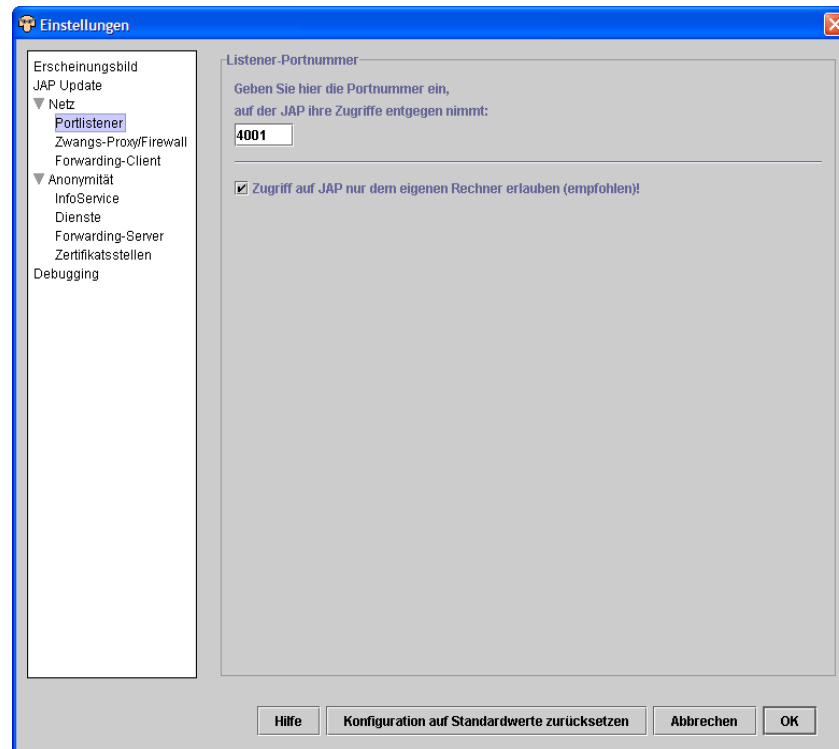 Einstellungen
Erscheinungsbild
JAP Update
Netz
Portlistener
Zwangs-Proxy/Firewall
Forwarding-Client
Anonymität
InfoService
Dienste
Forwarding-Server
Zertifikatsstellen
Debugging
Listener-Portnummer
Geben Sie hier die Portnummer ein,
auf der JAP ihre Zugriffe entgegen nimmt:
4001
Zugriff auf JAP nur dem eigenen Rechner erlauben (empfohlen)!
Hilfe
Konfiguration auf Standardwerte zurücksetzen
Abbrechen
OK